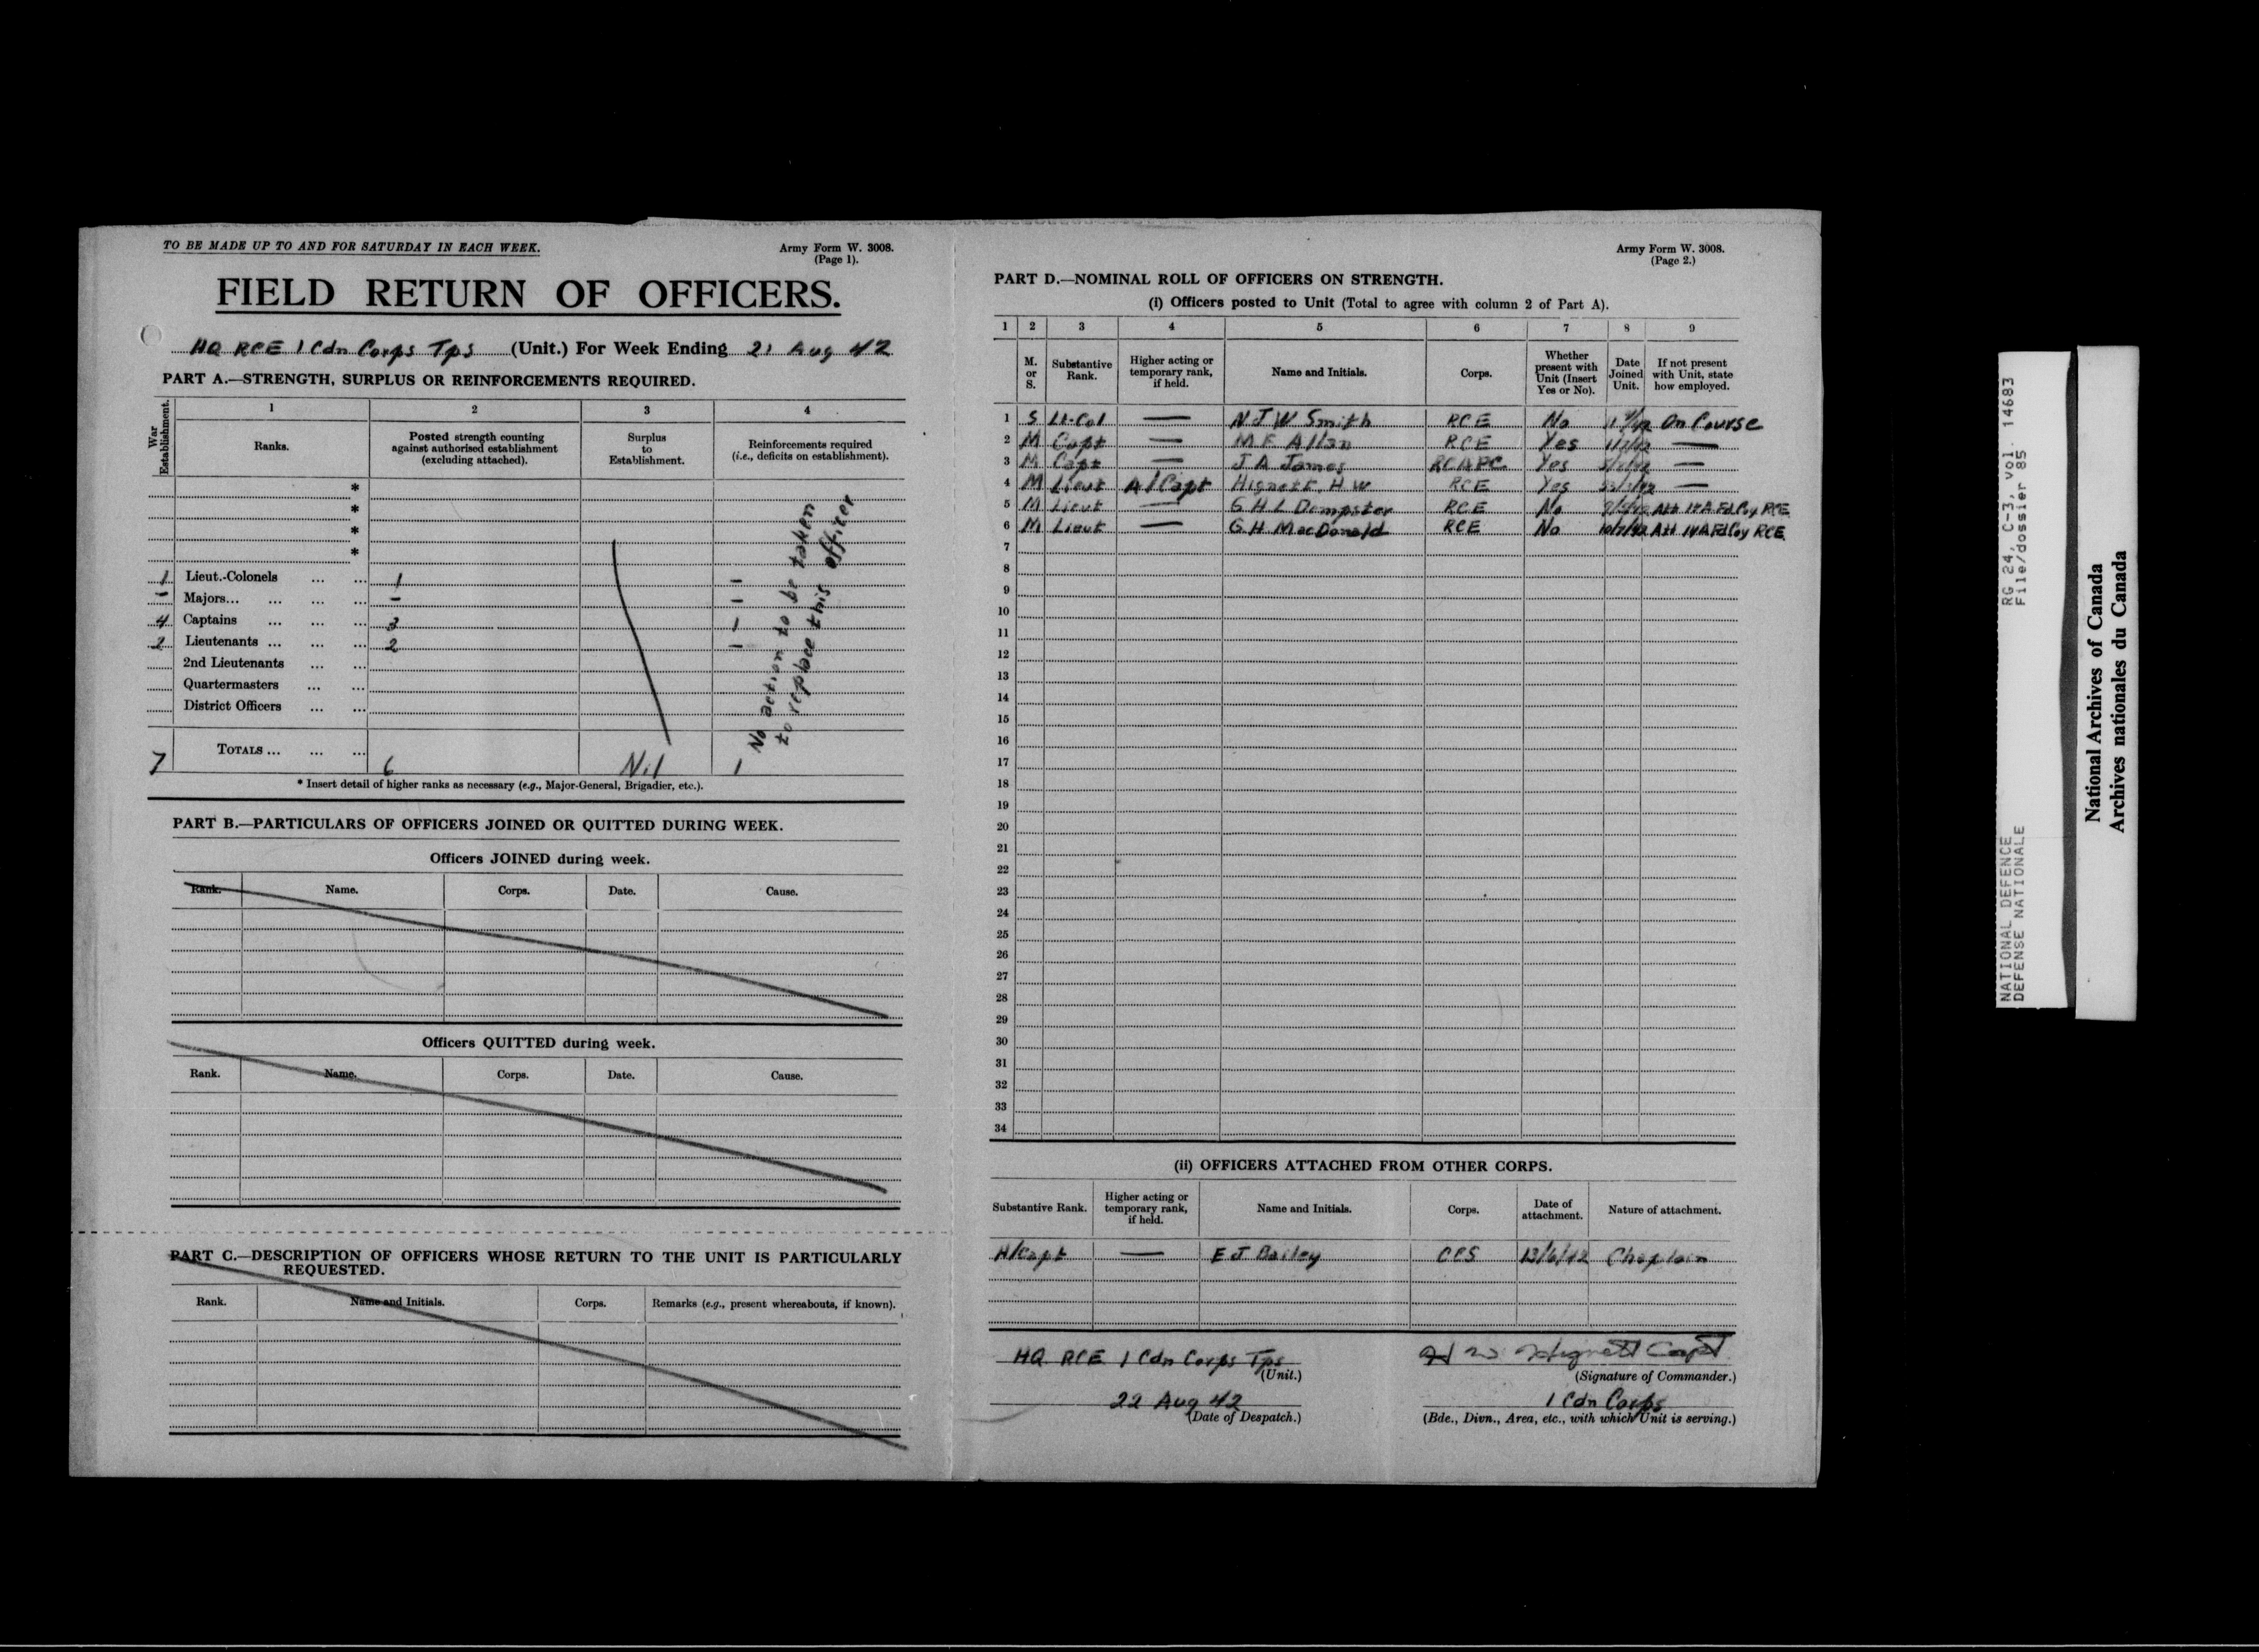 TO BE MADE UP TO AND FOR SATURDAY IN EACH WEEK.
Army Form W. 3008.
(Page 1).
FIELD RETURN OF OFFICERS.
HQ RCE 1 Cdn Corps Tps (Unit.) For Week Ending 21 Aug 42
PART A.—STRENGTH, SURPLUS OR REINFORCEMENTS REQUIRED.
War Establishment.
1 2 3 4
Ranks.
Posted strength counting
against authorised establishment
(excluding attached).
Surplus
to
Establishment.
Reinforcements required
(i.e., deficits on establishment).
*
*
*
*
1 Lieut.-Colonels ... ... 1 –
– Majors... ... ... ... – –
4 Captains ... ... ... 3 1
2 Lieutenants ... ... ... 2 –
2nd Lieutenants ... ...
Quartermasters ... ...
District Officers ... ...
7 TOTALS ... ... ... 6 Nil 1
No action to be taken
to replace this officer
* Insert detail of higher ranks as necessary (e.g., Major-General, Brigadier, etc.).
PART B.—PARTICULARS OF OFFICERS JOINED OR QUITTED DURING WEEK.
Officers JOINED during week.
Rank. Name. Corps. Date. Cause.
Officers QUITTED during week.
Rank. Name. Corps. Date. Cause.
PART C.—DESCRIPTION OF OFFICERS WHOSE RETURN TO THE UNIT IS PARTICULARLY
REQUESTED.
Rank. Name and Initials. Corps. Remarks (e.g., present whereabouts, if known).
Army Form W. 3008.
(Page 2.)
PART D.—NOMINAL ROLL OF OFFICERS ON STRENGTH.
(i) Officers posted to Unit (Total to agree with column 2 of Part A).
1 2 3 4 5 6 7 8 9
M.
or
S.
Substantive
Rank.
Higher acting or
temporary rank,
if held.
Name and Initials.
Corps.
Whether
present with
Unit (Insert
Yes or No).
Date
Joined
Unit.
If not present
with Unit, state
how employed.
1 S Lt-Col — N J W Smith RCE No On Course
2 M Capt — M F Allan RCE Yes —
3 M Capt — J A James RCAPC Yes —
4 M Lieut A/Capt Hignett H W RCE Yes —
5 M Lieut — G H L Dempster RCE No Att 14A Fd Coy RCE
6 M Lieut — G H MacDonald RCE No 10/7/42 Att 14A Fd Coy RCE
7
8
9
10
11
12
13
14
15
16
17
18
19
20
21
22
23
24
25
26
27
28
29
30
31
32
33
34
(ii) OFFICERS ATTACHED FROM OTHER CORPS.
Substantive Rank.
Higher acting or
temporary rank,
if held.
Name and Initials.
Corps.
Date of
attachment.
Nature of attachment.
H/Capt — E J Bailey CCS 13/6/42 Chaplain
HQ RCE 1 Cdn Corps Tps
(Unit.)
22 Aug 42
(Date of Despatch.)
H W Hignett Capt
(Signature of Commander.)
1 Cdn Corps
(Bde., Divn., Area, etc., with which Unit is serving.)
NATIONAL DEFENCE RG 24, C-3, vol. 14683
DEFENSE NATIONALE File/dossier 85
National Archives of Canada
Archives nationales du Canada